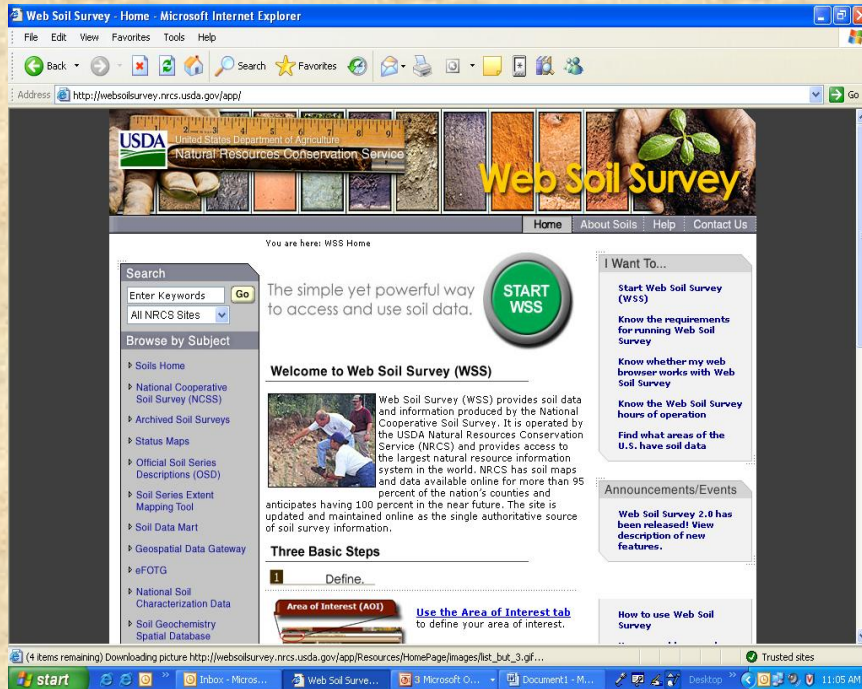 Web Soil Survey - Home - Microsoft Internet Explorer
File Edit View Favorites Tools Help
Back Search Favorites
Address http://websoilsurvey.nrcs.usda.gov/app/ Go
USDA
United States Department of Agriculture
Natural Resources Conservation Service
Web Soil Survey
Home About Soils Help Contact Us
You are here: WSS Home
Search
Enter Keywords Go
All NRCS Sites
Browse by Subject
Soils Home
National Cooperative
Soil Survey (NCSS)
Archived Soil Surveys
Status Maps
Official Soil Series
Descriptions (OSD)
Soil Series Extent
Mapping Tool
Soil Data Mart
Geospatial Data Gateway
eFOTG
National Soil
Characterization Data
Soil Geochemistry
Spatial Database
The simple yet powerful way
to access and use soil data.
START
WSS
Welcome to Web Soil Survey (WSS)
Web Soil Survey (WSS) provides soil data
and information produced by the National
Cooperative Soil Survey. It is operated by
the USDA Natural Resources Conservation
Service (NRCS) and provides access to
the largest natural resource information
system in the world. NRCS has soil maps
and data available online for more than 95
percent of the nation's counties and
anticipates having 100 percent in the near future. The site is
updated and maintained online as the single authoritative source
of soil survey information.
Three Basic Steps
1 Define.
Area of Interest (AOI)
Use the Area of Interest tab
to define your area of interest.
I Want To...
Start Web Soil Survey
(WSS)
Know the requirements
for running Web Soil
Survey
Know whether my web
browser works with Web
Soil Survey
Know the Web Soil Survey
hours of operation
Find what areas of the
U.S. have soil data
Announcements/Events
Web Soil Survey 2.0 has
been released! View
description of new
features.
How to use Web Soil
Survey
(4 items remaining) Downloading picture http://websoilsurvey.nrcs.usda.gov/app/Resources/HomePage/images/list_but_3.gif... Trusted sites
start Inbox - Micros... Web Soil Surve... 3 Microsoft O... Document1 - M... Desktop 11:05 AM